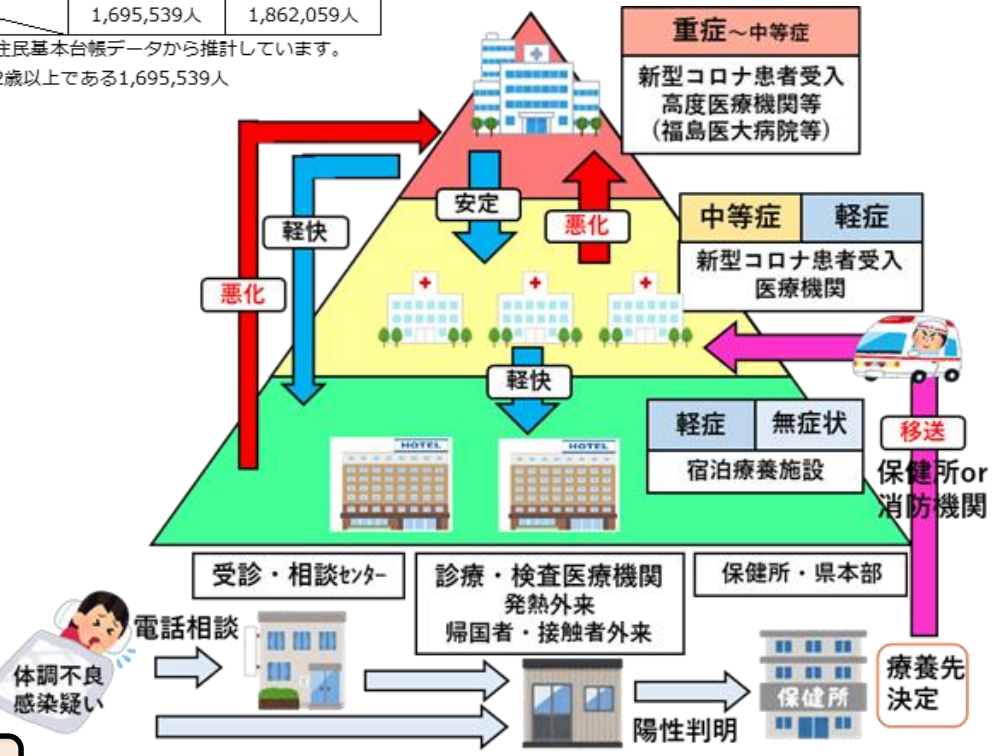 1,695,539人 1,862,059人
住民基本台帳データから推計しています。
2歳以上である1,695,539人
重症～中等症
新型コロナ患者受入
高度医療機関等
（福島医大病院等）
安定
悪化
軽快
悪化
中等症 軽症
新型コロナ患者受入
医療機関
軽快
HOTEL
HOTEL
軽症 無症状
宿泊療養施設
移送
保健所or
消防機関
受診・相談ｾﾝﾀｰ
診療・検査医療機関
発熱外来
帰国者・接触者外来
保健所・県本部
電話相談
体調不良
感染疑い
陽性判明
保健所
療養先
決定